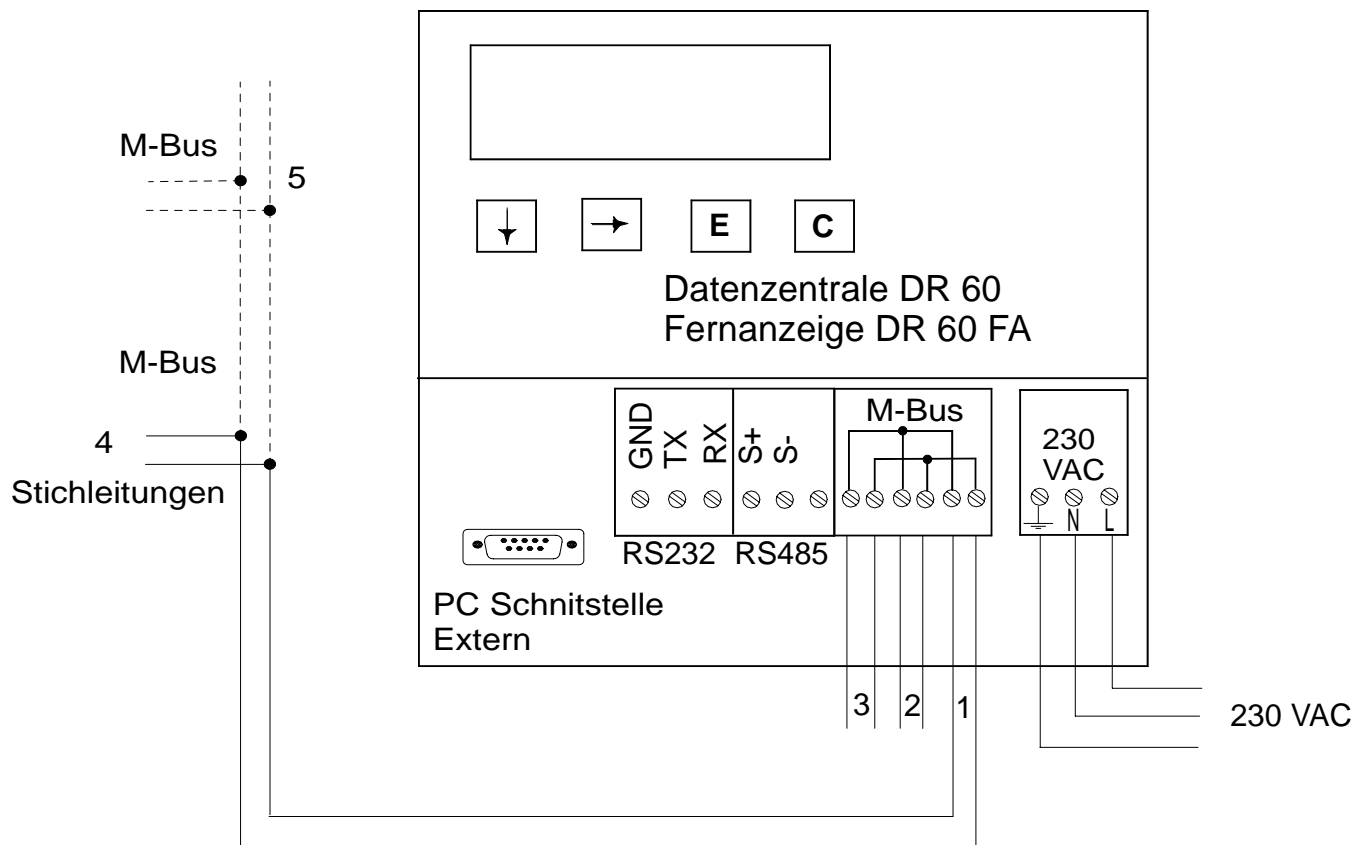 M-Bus
5
E
C
Datenzentrale DR 60
Fernanzeige DR 60 FA
M-Bus
4
Stichleitungen
GND
TX
RX
S+
S-
M-Bus
230
VAC
N
L
RS232
RS485
PC Schnitstelle
Extern
3
2
1
230 VAC